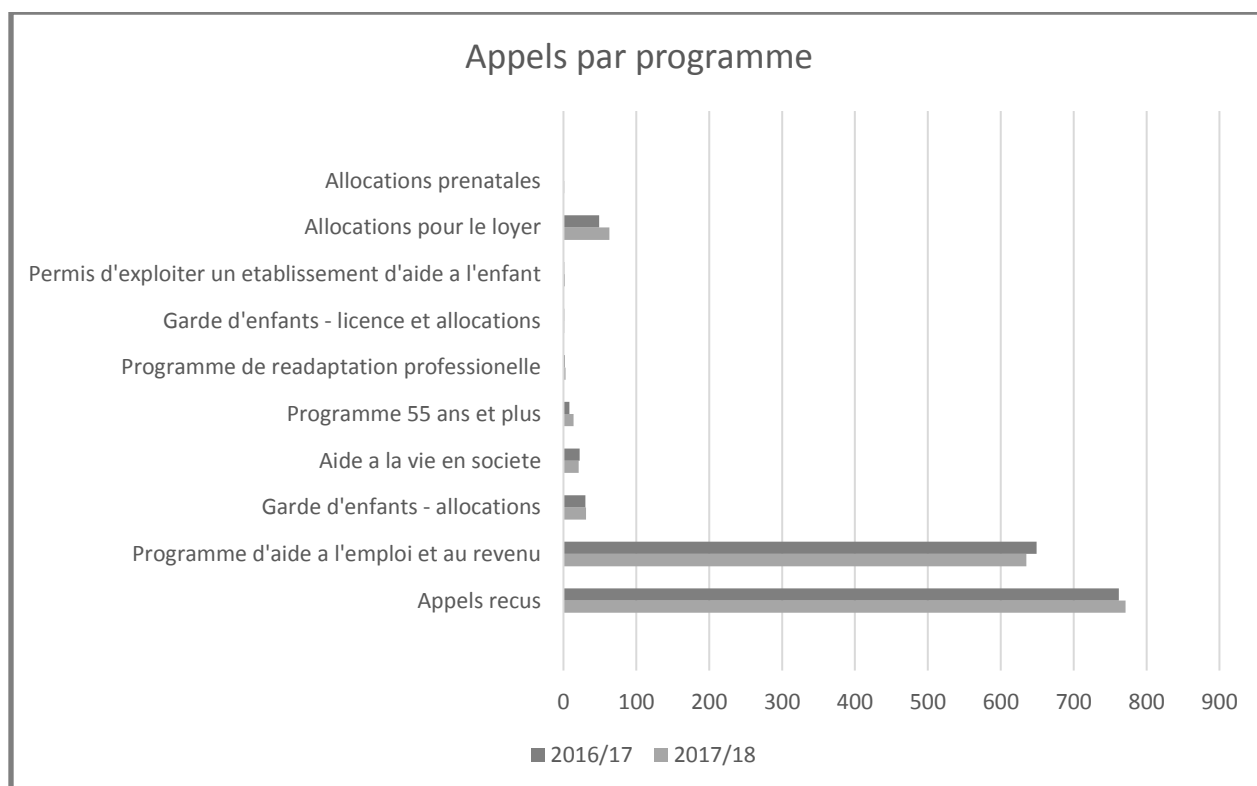 Appels par programme
Allocations prenatales
Allocations pour le loyer
Permis d'exploiter un etablissement d'aide a l'enfant
Garde d'enfants - licence et allocations
Programme de readaptation professionelle
Programme 55 ans et plus
Aide a la vie en societe
Garde d'enfants - allocations
Programme d'aide a l'emploi et au revenu
Appels recus
0 100 200 300 400 500 600 700 800 900
2016/17 2017/18